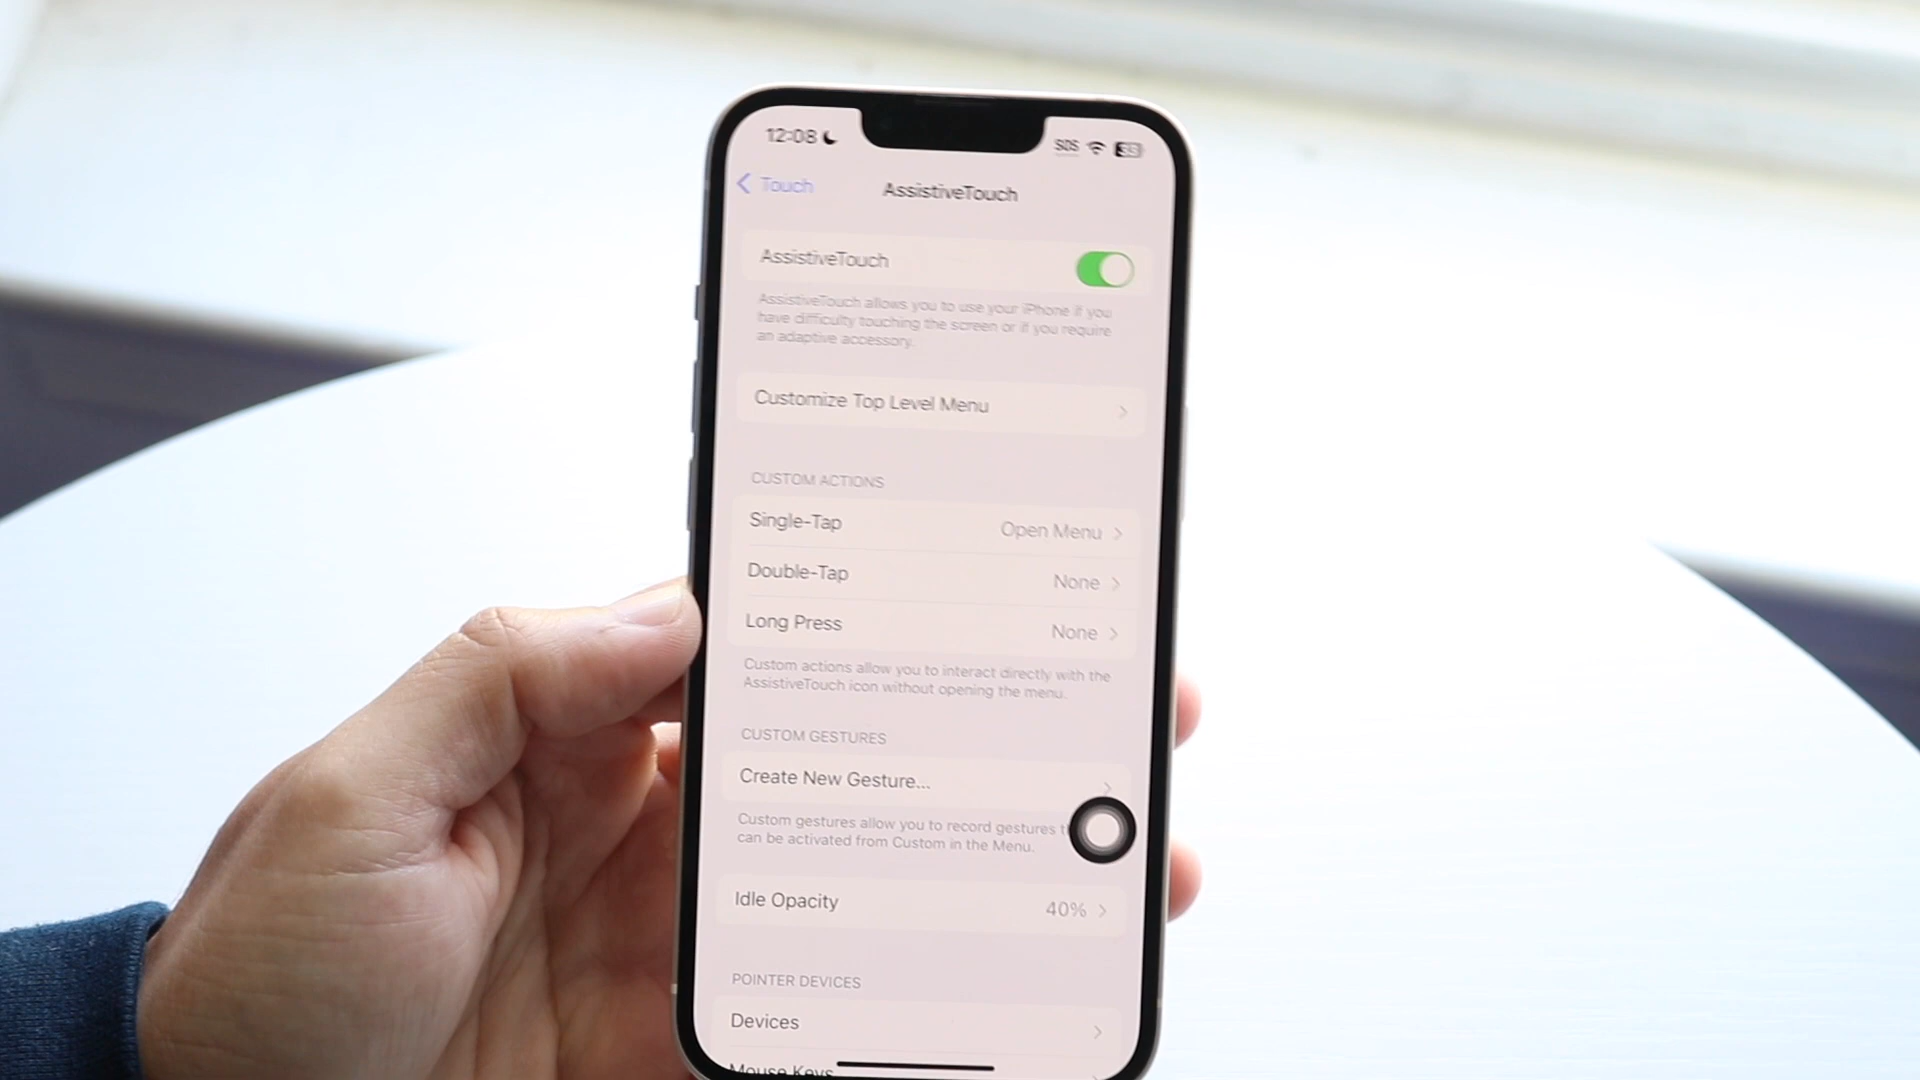 12:08
SOS
Touch
AssistiveTouch
AssistiveTouch
AssistiveTouch allows you to use your iPhone if you
have difficulty touching the screen or if you require
an adaptive accessory.
Customize Top Level Menu
CUSTOM ACTIONS
Single-Tap Open Menu
Double-Tap None
Long Press None
Custom actions allow you to interact directly with the
AssistiveTouch icon without opening the menu.
CUSTOM GESTURES
Create New Gesture...
Custom gestures allow you to record gestures
can be activated from Custom in the Menu.
Idle Opacity 40%
POINTER DEVICES
Devices
Mouse Keys